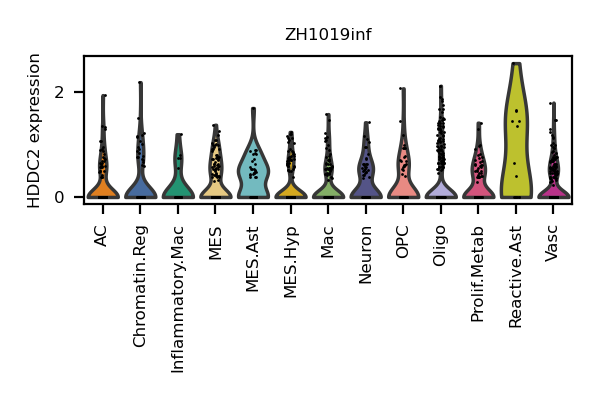 ZH1019inf
HDDC2 expression
2
0
AC
Chromatin.Reg
Inflammatory.Mac
MES
MES.Ast
MES.Hyp
Mac
Neuron
OPC
Oligo
Prolif.Metab
Reactive.Ast
Vasc